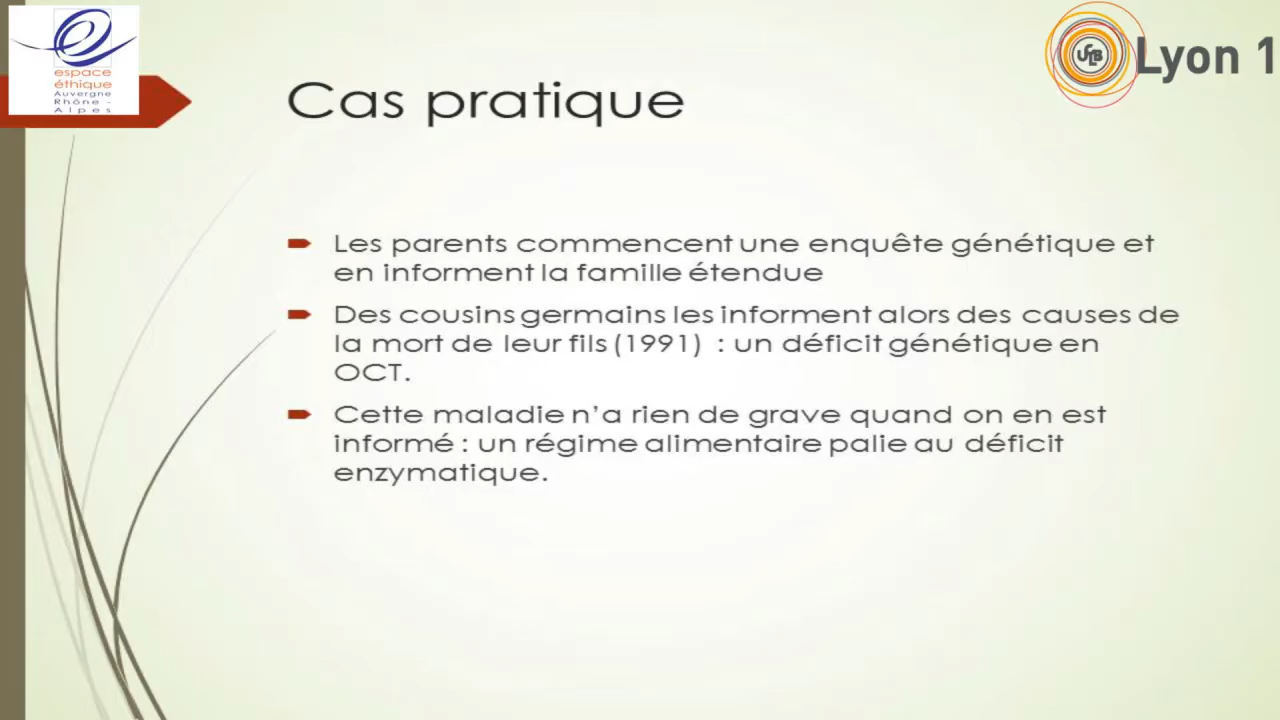 espace
éthique
Auvergne
Rhône -
Alpes
UCLB Lyon 1
Cas pratique
Les parents commencent une enquête génétique et
en informent la famille étendue
Des cousins germains les informent alors des causes de
la mort de leur fils (1991) : un déficit génétique en
OCT.
Cette maladie n'a rien de grave quand on en est
informé : un régime alimentaire palie au déficit
enzymatique.